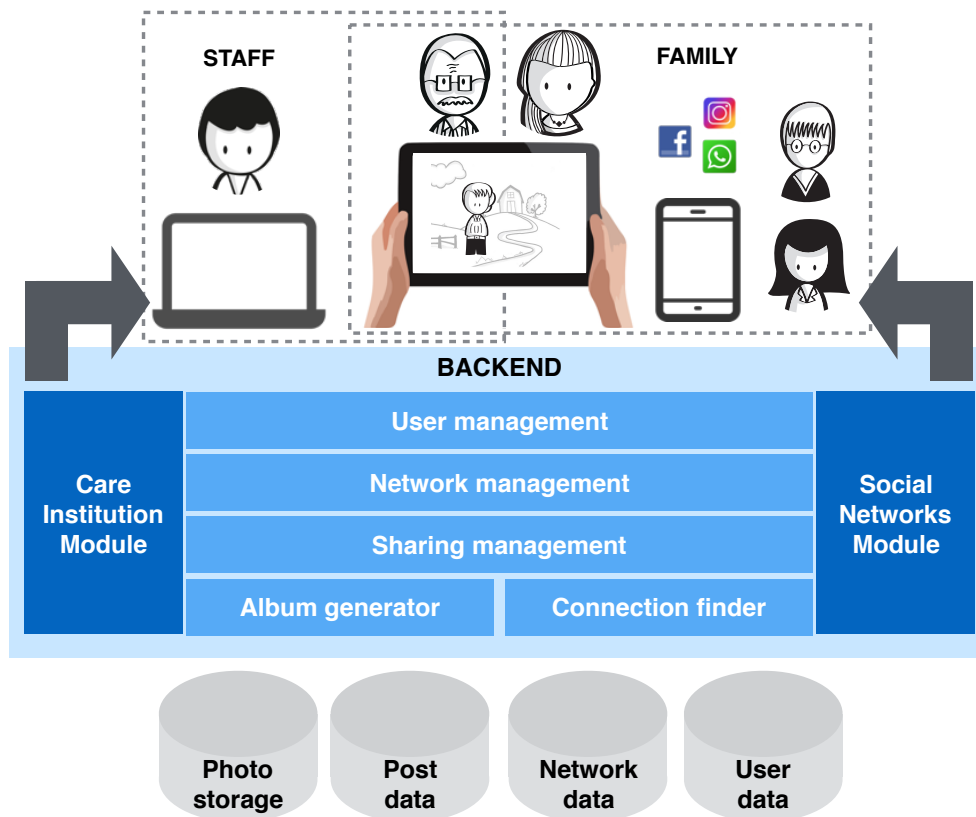 STAFF
FAMILY
BACKEND
User management
Network management
Sharing management
Album generator
Connection finder
Care
Institution
Module
Social
Networks
Module
Photo
storage
Post
data
Network
data
User
data